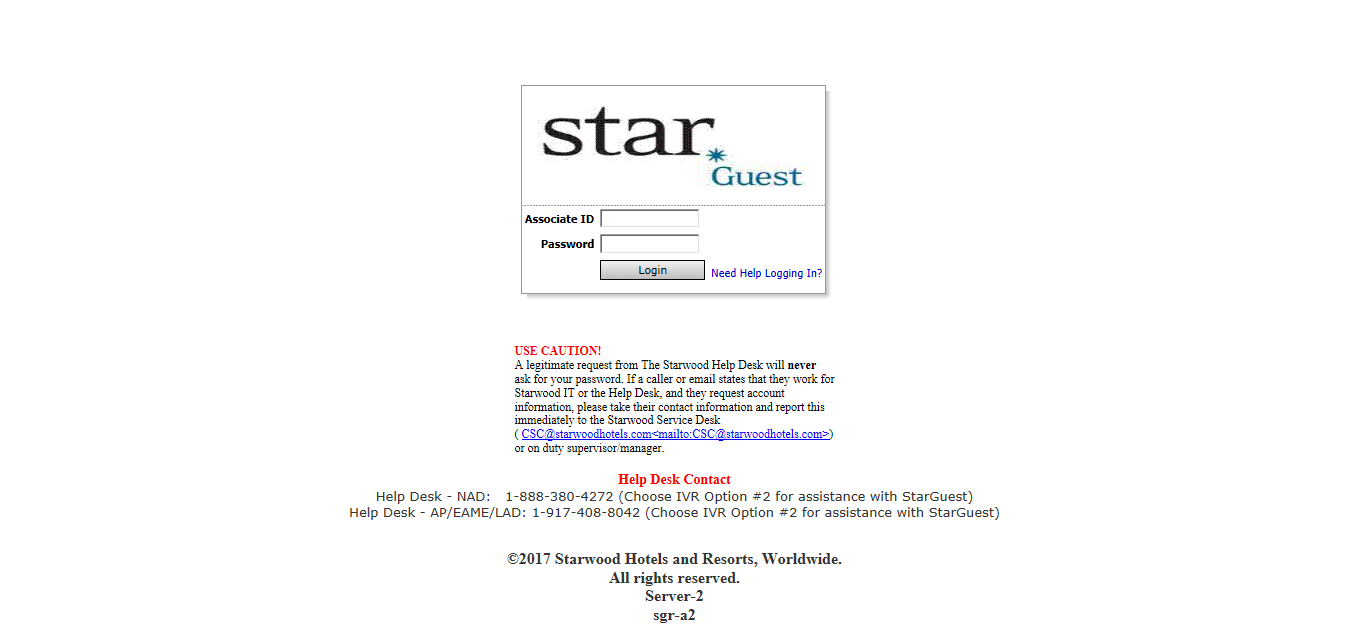 star
Guest
Associate ID
Password
Login Need Help Logging In?
USE CAUTION!
A legitimate request from The Starwood Help Desk will never
ask for your password. If a caller or email states that they work for
Starwood IT or the Help Desk, and they request account
information, please take their contact information and report this
immediately to the Starwood Service Desk
( CSC@starwoodhotels.com<mailto:CSC@starwoodhotels.com>)
or on duty supervisor/manager.
Help Desk Contact
Help Desk - NAD: 1-888-380-4272 (Choose IVR Option #2 for assistance with StarGuest)
Help Desk - AP/EAME/LAD: 1-917-408-8042 (Choose IVR Option #2 for assistance with StarGuest)
©2017 Starwood Hotels and Resorts, Worldwide.
All rights reserved.
Server-2
sgr-a2